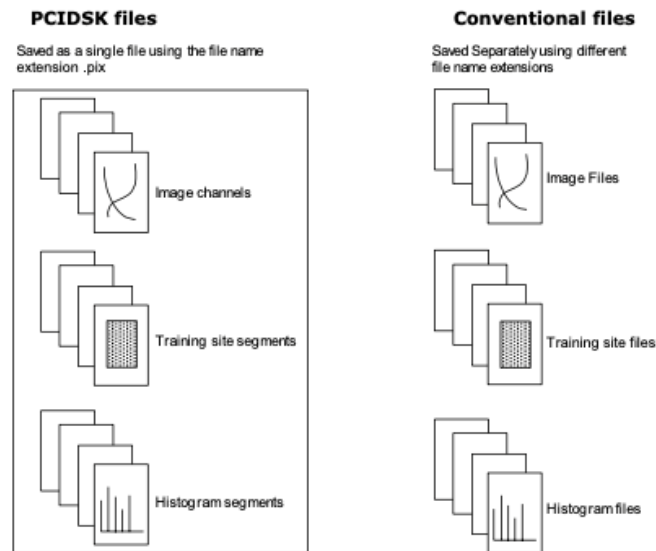 PCIDSK files
Saved as a single file using the file name
extension .pix
Image channels
Training site segments
Histogram segments
Conventional files
Saved Separately using different
file name extensions
Image Files
Training site files
Histogram files